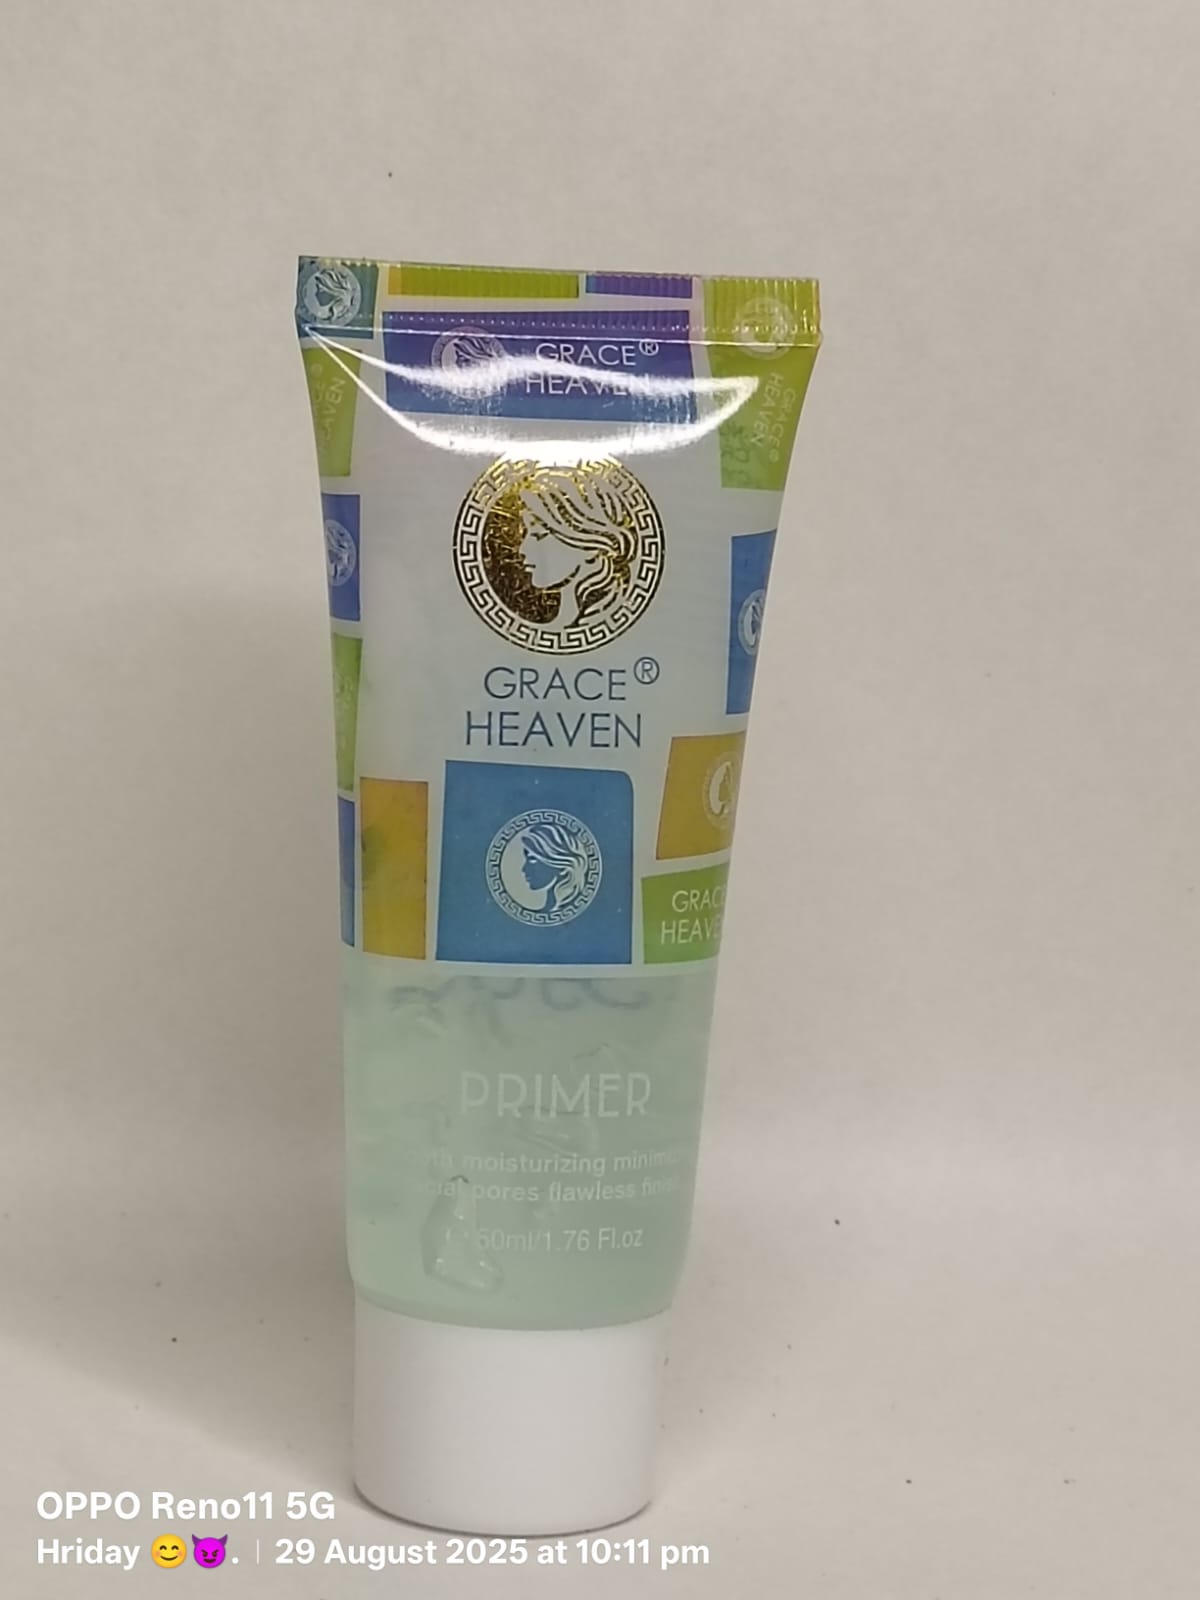 GRACE®
HEAVEN
GRACE®
HEAVEN
GRACE®
HEAVEN
HEAVEN
GRACE
HEAVEN
PRIMER
moisturizing
pores flawless
50ml/1.76 Fl.oz
OPPO Reno11 5G
Hriday 😊😈. | 29 August 2025 at 10:11 pm